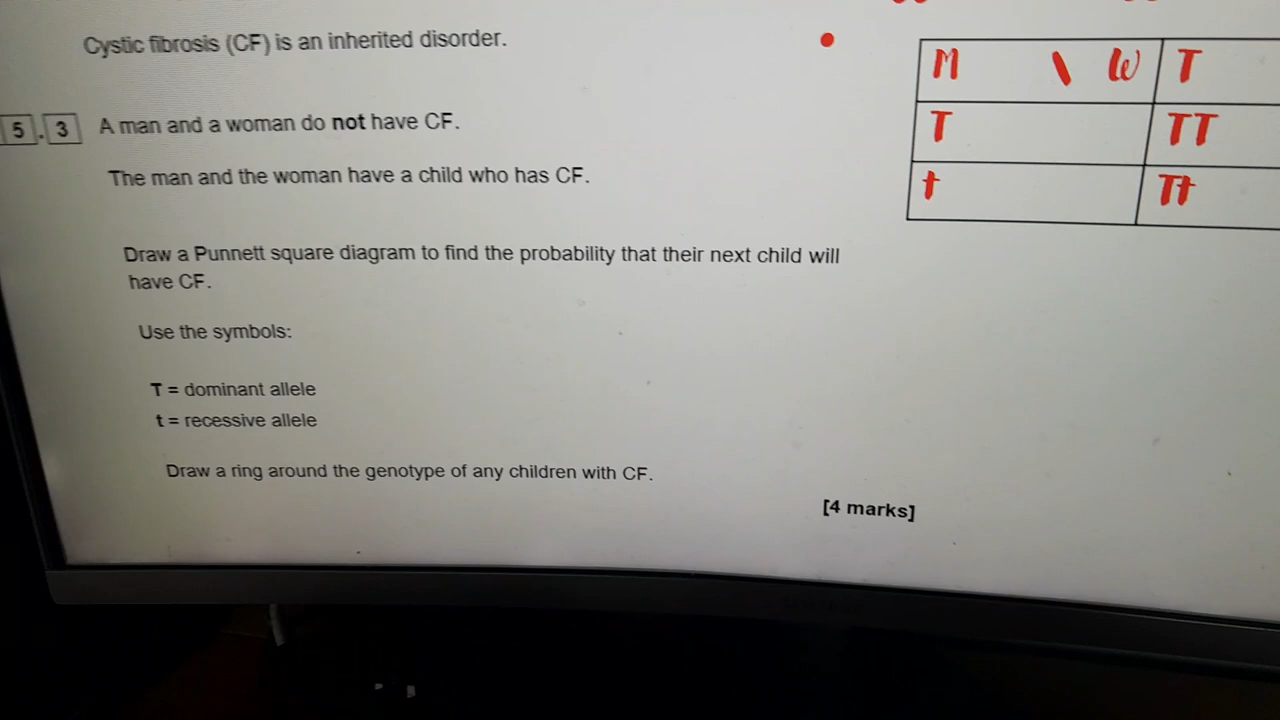 Cystic fibrosis (CF) is an inherited disorder.
M \ W T
5.3 A man and a woman do not have CF.
T TT
The man and the woman have a child who has CF.
t Tt
Draw a Punnett square diagram to find the probability that their next child will
have CF.
Use the symbols:
T = dominant allele
t = recessive allele
Draw a ring around the genotype of any children with CF.
[4 marks]